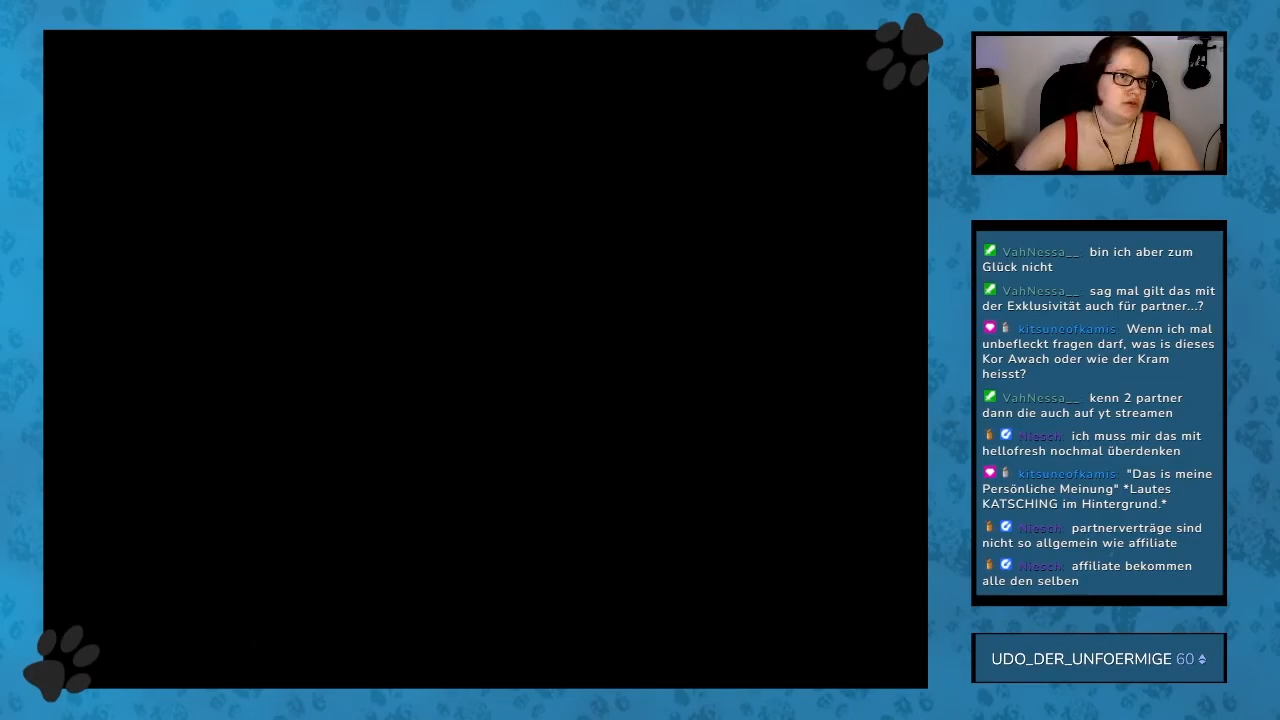 VahNessa__ bin ich aber zum
Glück nicht
VahNessa__ sag mal gilt das mit
der Exklusivität auch für partner...?
kitsuneofkamis: Wenn ich mal
unbefleckt fragen darf, was is dieses
Kor Awach oder wie der Kram
heisst?
VahNessa__ kenn 2 partner
dann die auch auf yt streamen
Niesch: ich muss mir das mit
hellofresh nochmal überdenken
kitsuneofkamis: "Das is meine
Persönliche Meinung" *Lautes
KATSCHING im Hintergrund.*
Niesch: partnerverträge sind
nicht so allgemein wie affiliate
Niesch: affiliate bekommen
alle den selben
UDO_DER_UNFOERMIGE 60